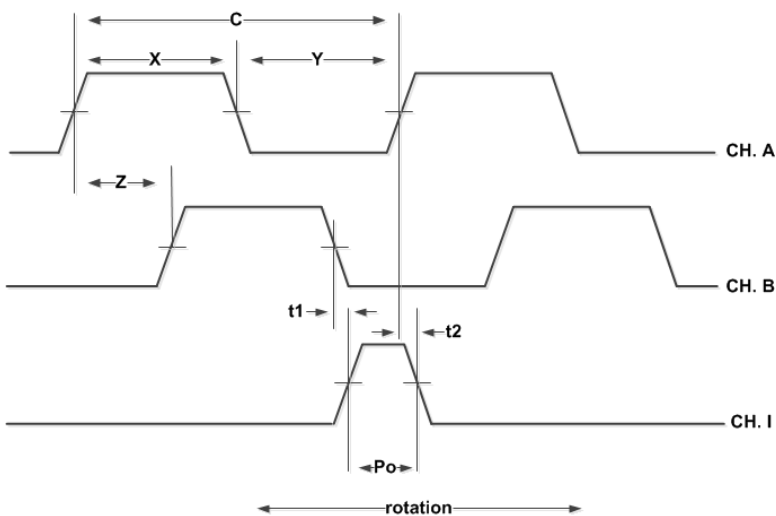 C
X
Y
CH. A
Z
CH. B
t1
t2
CH. I
Po
rotation